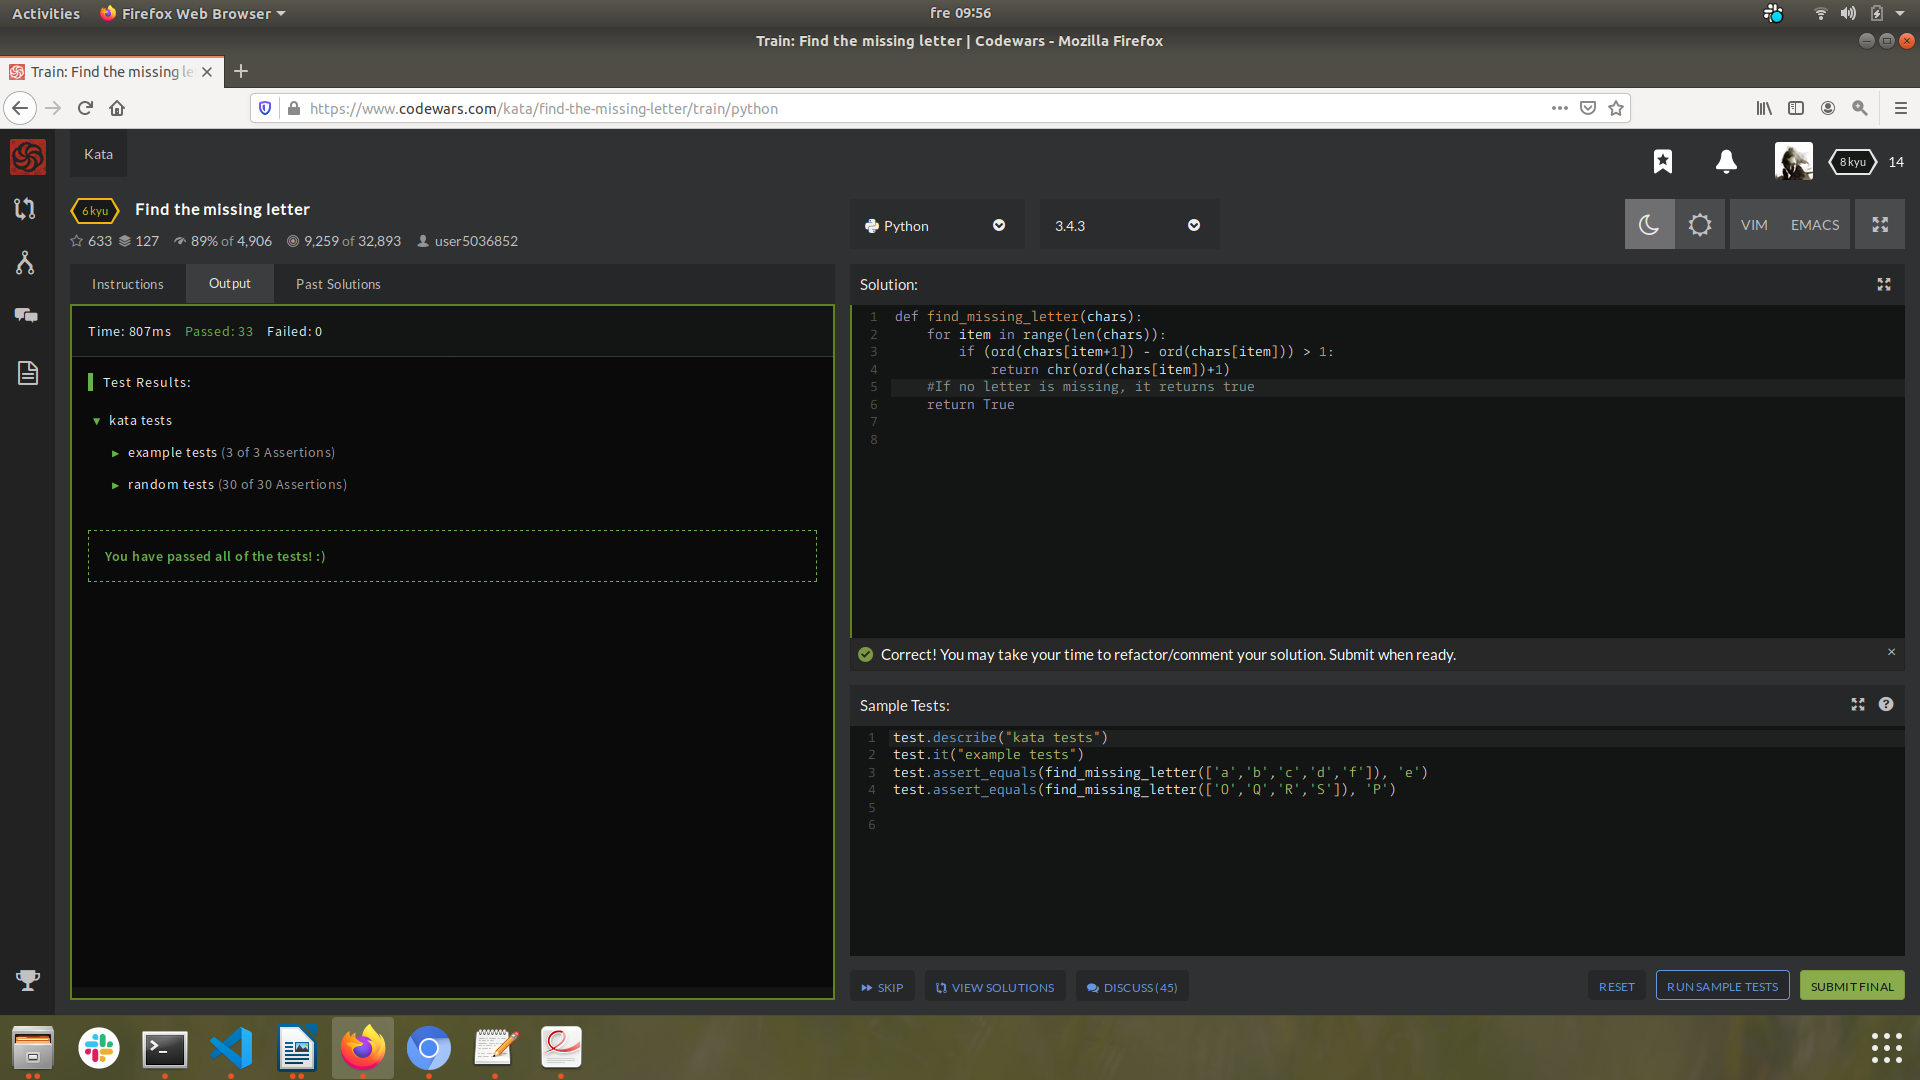 Activities Firefox Web Browser fre 09:56
Train: Find the missing letter | Codewars - Mozilla Firefox
Train: Find the missing le
https://www.codewars.com/kata/find-the-missing-letter/train/python
Kata
8 kyu 14
6 kyu Find the missing letter
633 127 89% of 4,906 9,259 of 32,893 user5036852
Python 3.4.3 VIM EMACS
Instructions Output Past Solutions
Time: 807ms Passed: 33 Failed: 0
Test Results:
▼ kata tests
► example tests (3 of 3 Assertions)
► random tests (30 of 30 Assertions)
You have passed all of the tests! :)
Solution:
1 def find_missing_letter(chars):
2     for item in range(len(chars)):
3         if (ord(chars[item+1]) - ord(chars[item])) > 1:
4             return chr(ord(chars[item])+1)
5     #If no letter is missing, it returns true
6     return True
7
8
Correct! You may take your time to refactor/comment your solution. Submit when ready. ×
Sample Tests:
1 test.describe("kata tests")
2 test.it("example tests")
3 test.assert_equals(find_missing_letter(['a','b','c','d','f']), 'e')
4 test.assert_equals(find_missing_letter(['O','Q','R','S']), 'P')
5
6
SKIP VIEW SOLUTIONS DISCUSS (45) RESET RUN SAMPLE TESTS SUBMIT FINAL